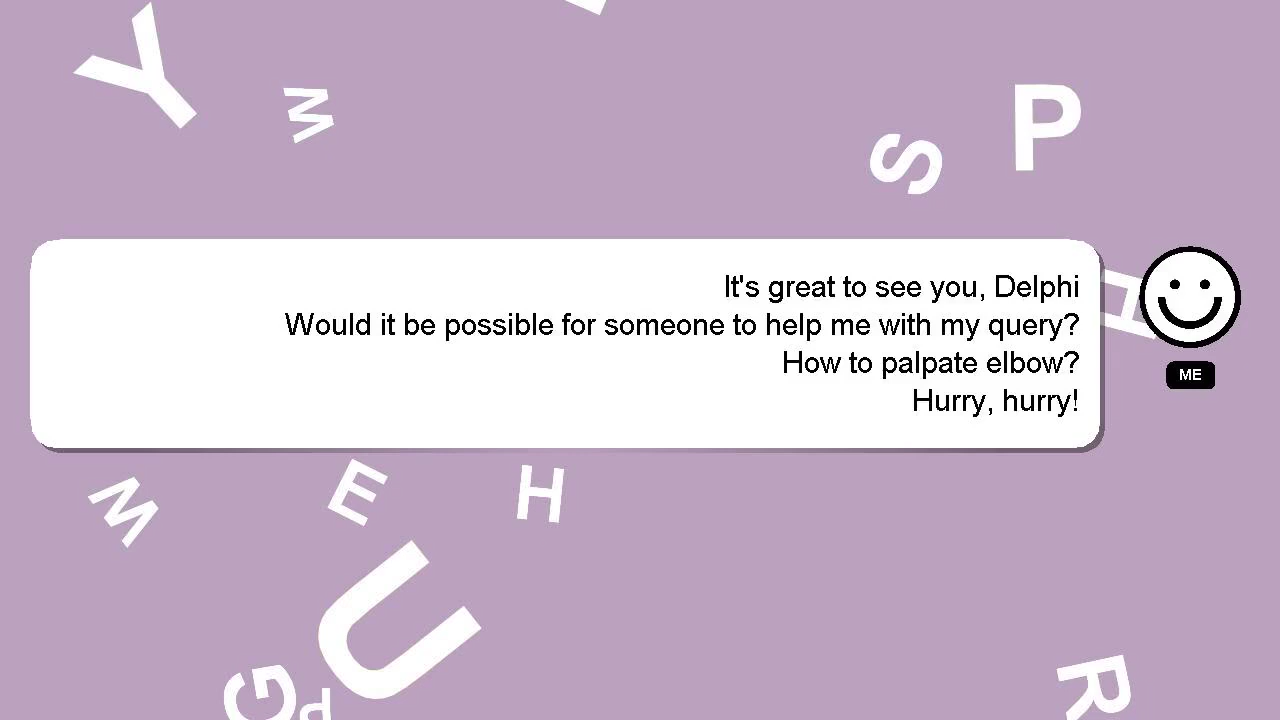 Y
W
S
P
It's great to see you, Delphi
Would it be possible for someone to help me with my query?
How to palpate elbow?
Hurry, hurry!
ME
M
E
H
U
G
R